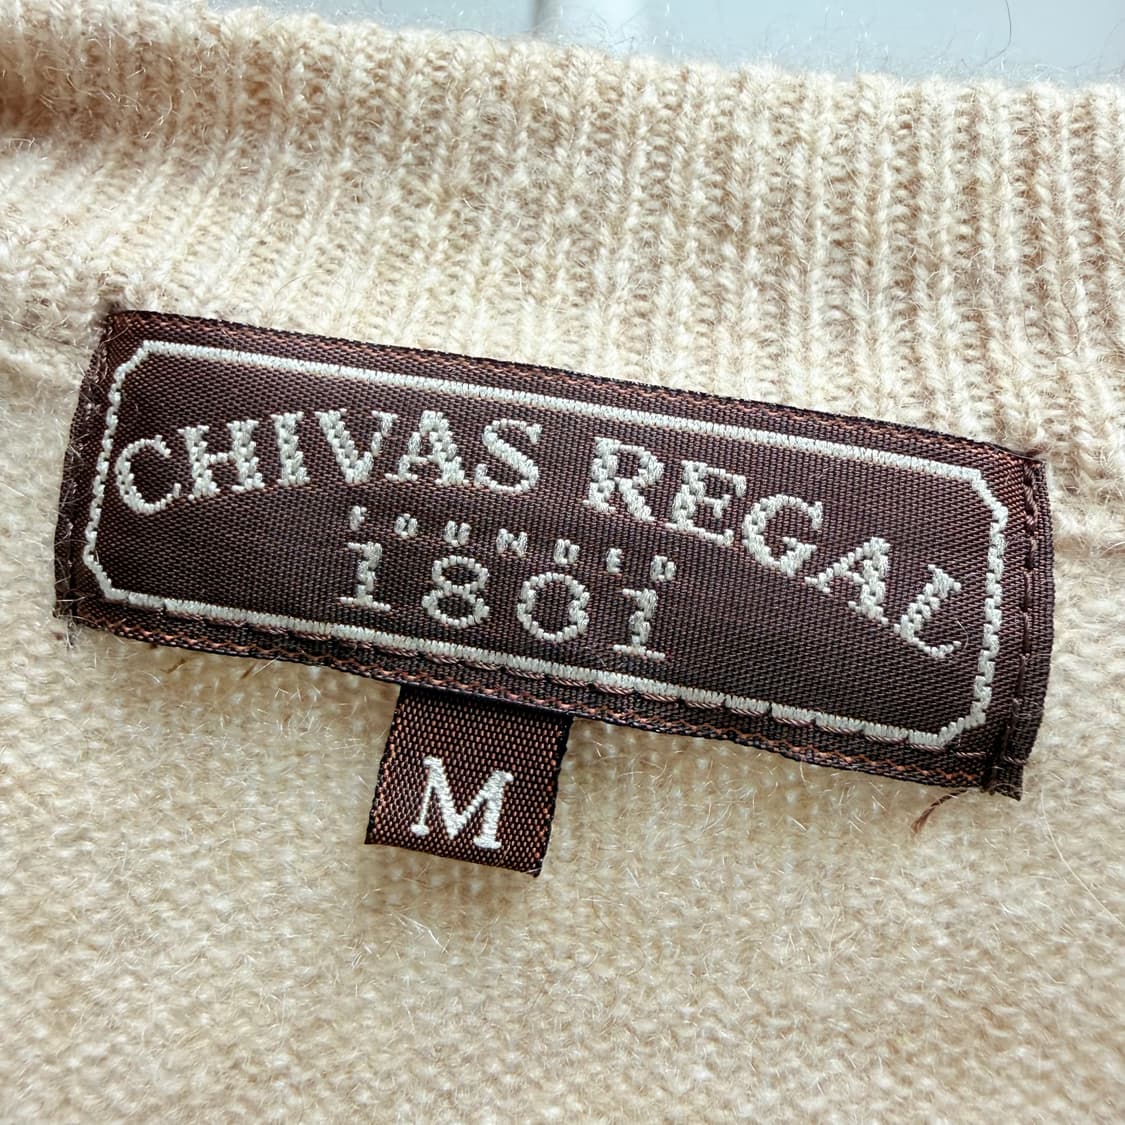 CHIVAS REGAL
FOUNDED
1801
M